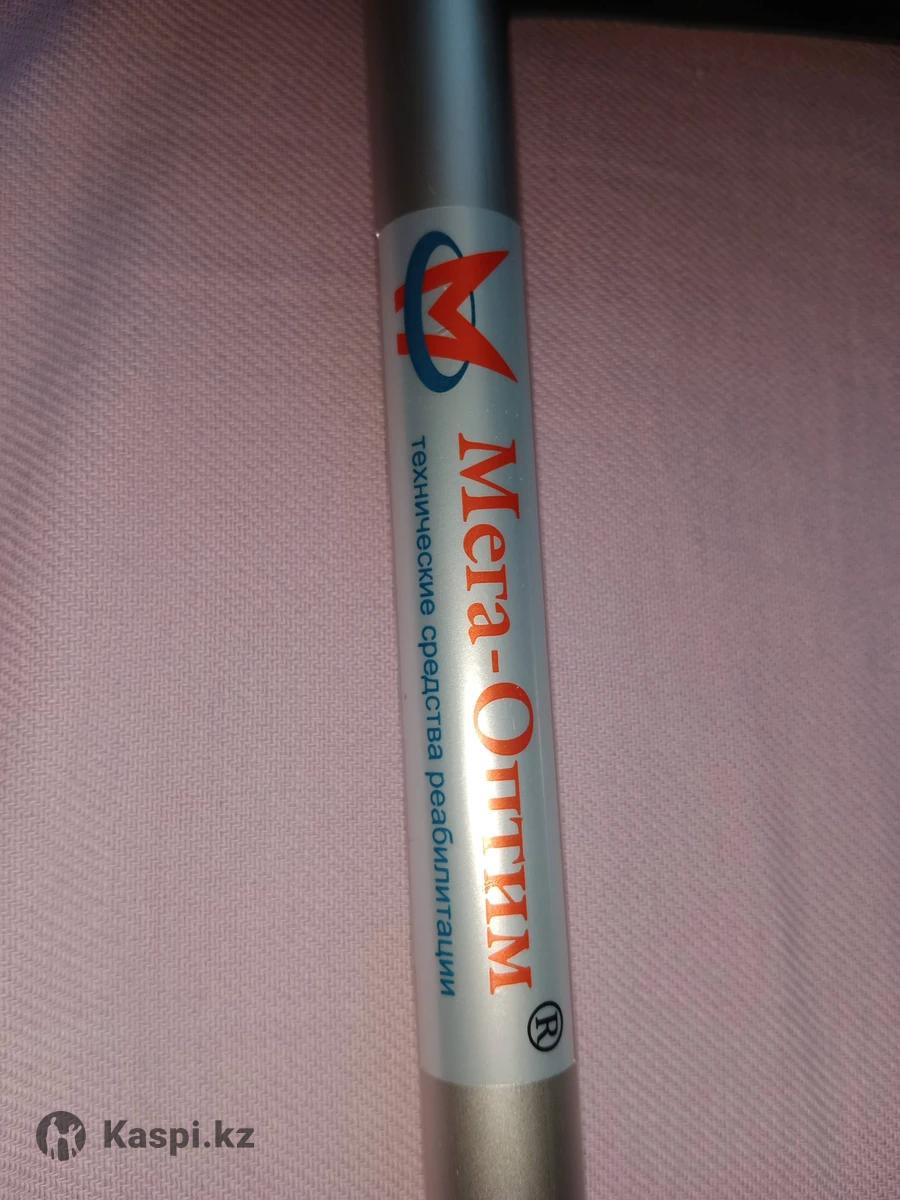 Мега-Оптим ®
технические средства реабилитации
Kaspi.kz